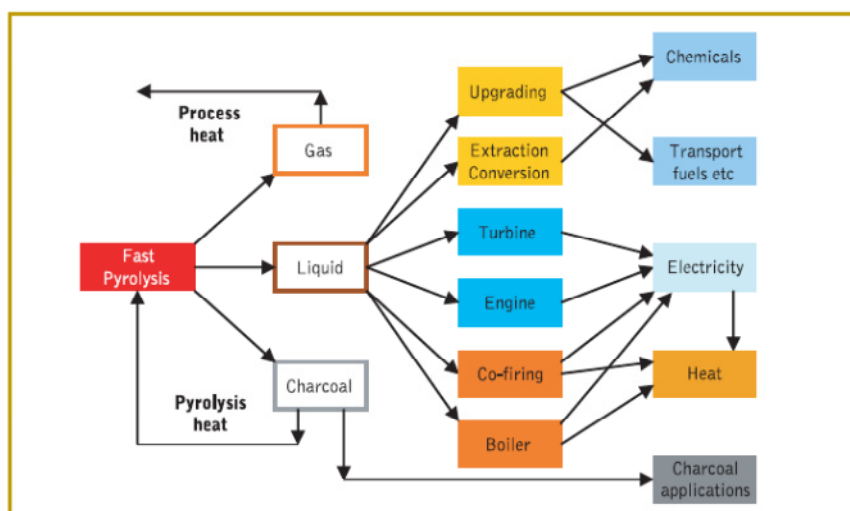 Process
heat
Gas
Fast
Pyrolysis
Liquid
Charcoal
Pyrolysis
heat
Upgrading
Extraction
Conversion
Turbine
Engine
Co-firing
Boiler
Chemicals
Transport
fuels etc
Electricity
Heat
Charcoal
applications